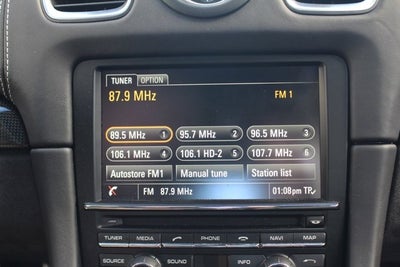 TUNER OPTION
87.9 MHz FM 1
89.5 MHz 1 95.7 MHz 2 96.5 MHz 3
106.1 MHz 4 106.1 HD-2 5 107.7 MHz 6
Autostore FM1 Manual tune Station list
FM 87.9 MHz 01:08pm TP
TUNER MEDIA PHONE NAVI MAP
SOURCE SOUND INFO